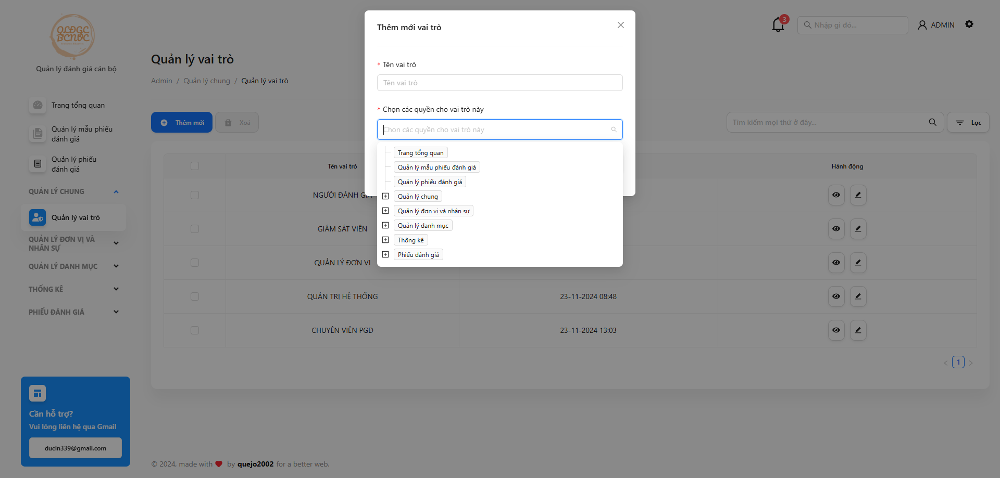 QLĐGC
BCNVC
Quản lý đánh giá cán bộ
Trang tổng quan
Quản lý mẫu phiếu
đánh giá
Quản lý phiếu
đánh giá
QUẢN LÝ CHUNG
Quản lý vai trò
QUẢN LÝ ĐƠN VỊ VÀ
NHÂN SỰ
QUẢN LÝ DANH MỤC
THỐNG KÊ
PHIẾU ĐÁNH GIÁ
Cần hỗ trợ?
Vui lòng liên hệ qua Gmail
ducln339@gmail.com
3
Nhập gì đó...
ADMIN
Quản lý vai trò
Admin / Quản lý chung / Quản lý vai trò
Thêm mới
Xoá
Tìm kiếm mọi thứ ở đây...
Lọc
Thêm mới vai trò
* Tên vai trò
Tên vai trò
* Chọn các quyền cho vai trò này
Chọn các quyền cho vai trò này
Trang tổng quan
Quản lý mẫu phiếu đánh giá
Quản lý phiếu đánh giá
Quản lý chung
Quản lý đơn vị và nhân sự
Quản lý danh mục
Thống kê
Phiếu đánh giá
Tên vai trò
Hành động
NGƯỜI ĐÁNH GIÁ
GIÁM SÁT VIÊN
QUẢN LÝ ĐƠN VỊ
QUẢN TRỊ HỆ THỐNG
23-11-2024 08:48
CHUYÊN VIÊN PGD
23-11-2024 13:03
< 1 >
© 2024, made with ❤ by quejo2002 for a better web.